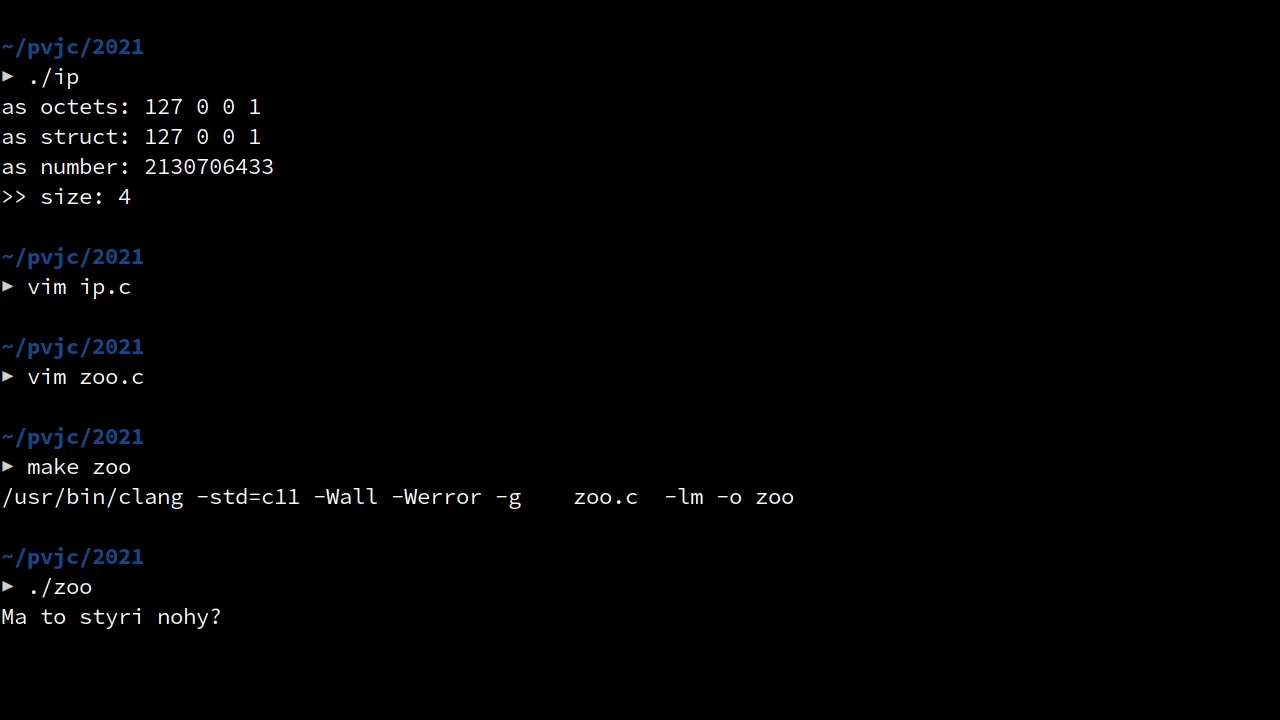 ~/pvjc/2021
▶ ./ip
as octets: 127 0 0 1
as struct: 127 0 0 1
as number: 2130706433
>> size: 4
~/pvjc/2021
▶ vim ip.c
~/pvjc/2021
▶ vim zoo.c
~/pvjc/2021
▶ make zoo
/usr/bin/clang -std=c11 -Wall -Werror -g    zoo.c  -lm -o zoo
~/pvjc/2021
▶ ./zoo
Ma to styri nohy?